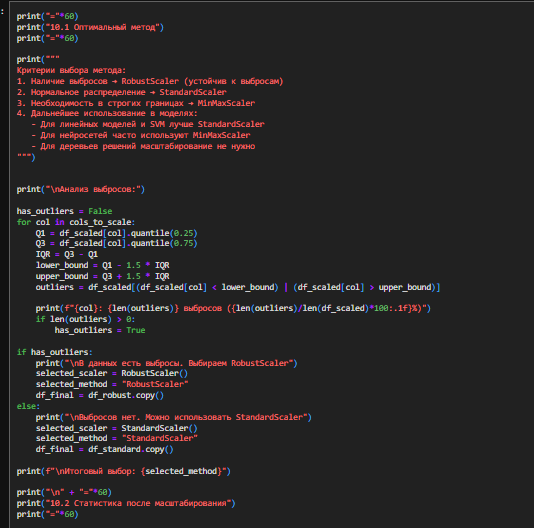 :
print("="*60)
print("10.1 Оптимальный метод")
print("="*60)
print("""
Критерии выбора метода:
1. Наличие выбросов → RobustScaler (устойчив к выбросам)
2. Нормальное распределение → StandardScaler
3. Необходимость в строгих границах → MinMaxScaler
4. Дальнейшее использование в моделях:
   - Для линейных моделей и SVM лучше StandardScaler
   - Для нейросетей часто используют MinMaxScaler
   - Для деревьев решений масштабирование не нужно
""")
print("\nАнализ выбросов:")
has_outliers = False
for col in cols_to_scale:
    Q1 = df_scaled[col].quantile(0.25)
    Q3 = df_scaled[col].quantile(0.75)
    IQR = Q3 - Q1
    lower_bound = Q1 - 1.5 * IQR
    upper_bound = Q3 + 1.5 * IQR
    outliers = df_scaled[(df_scaled[col] < lower_bound) | (df_scaled[col] > upper_bound)]
    print(f"{col}: {len(outliers)} выбросов ({len(outliers)/len(df_scaled)*100:.1f}%)")
    if len(outliers) > 0:
        has_outliers = True
if has_outliers:
    print("\nВ данных есть выбросы. Выбираем RobustScaler")
    selected_scaler = RobustScaler()
    selected_method = "RobustScaler"
    df_final = df_robust.copy()
else:
    print("\nВыбросов нет. Можно использовать StandardScaler")
    selected_scaler = StandardScaler()
    selected_method = "StandardScaler"
    df_final = df_standard.copy()
print(f"\nИтоговый выбор: {selected_method}")
print("\n" + "="*60)
print("10.2 Статистика после масштабирования")
print("="*60)